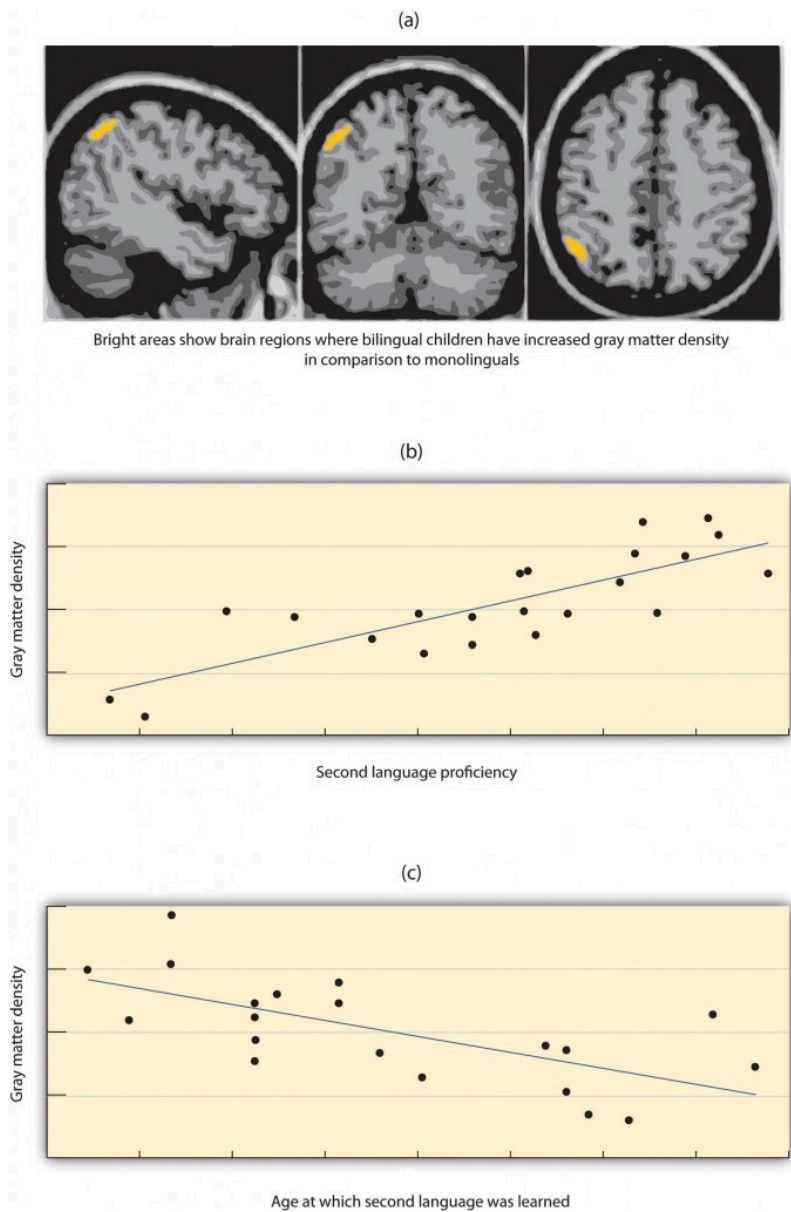 (a)
Bright areas show brain regions where bilingual children have increased gray matter density
in comparison to monolinguals
(b)
Gray matter density
Second language proficiency
(c)
Gray matter density
Age at which second language was learned